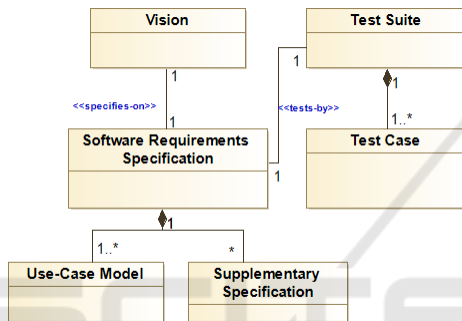 Vision
Test Suite
1
1
1
<<specifies-on>>
<<tests-by>>
1
1..*
Software Requirements
Specification
Test Case
1
1
1..*
*
Use-Case Model
Supplementary
Specification